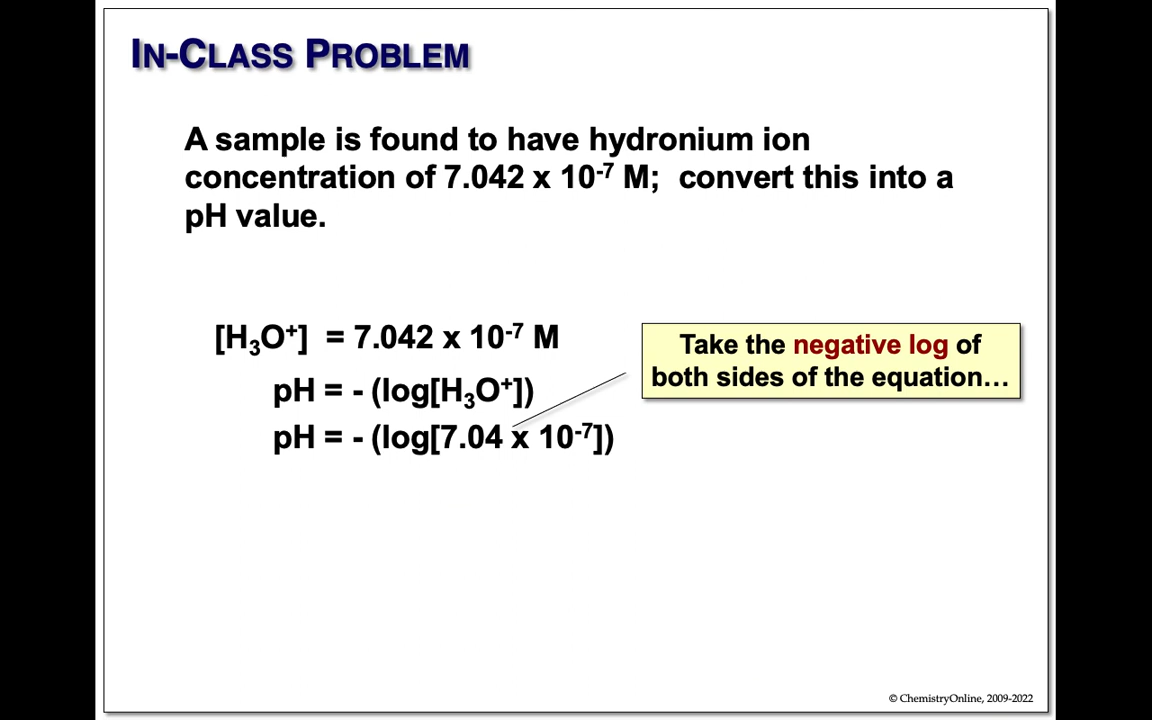 IN-CLASS PROBLEM
A sample is found to have hydronium ion
concentration of 7.042 x 10⁻⁷ M;  convert this into a
pH value.
[H₃O⁺]  = 7.042 x 10⁻⁷ M
Take the negative log of
both sides of the equation…
pH = - (log[H₃O⁺])
pH = - (log[7.04 x 10⁻⁷])
© ChemistryOnline, 2009-2022